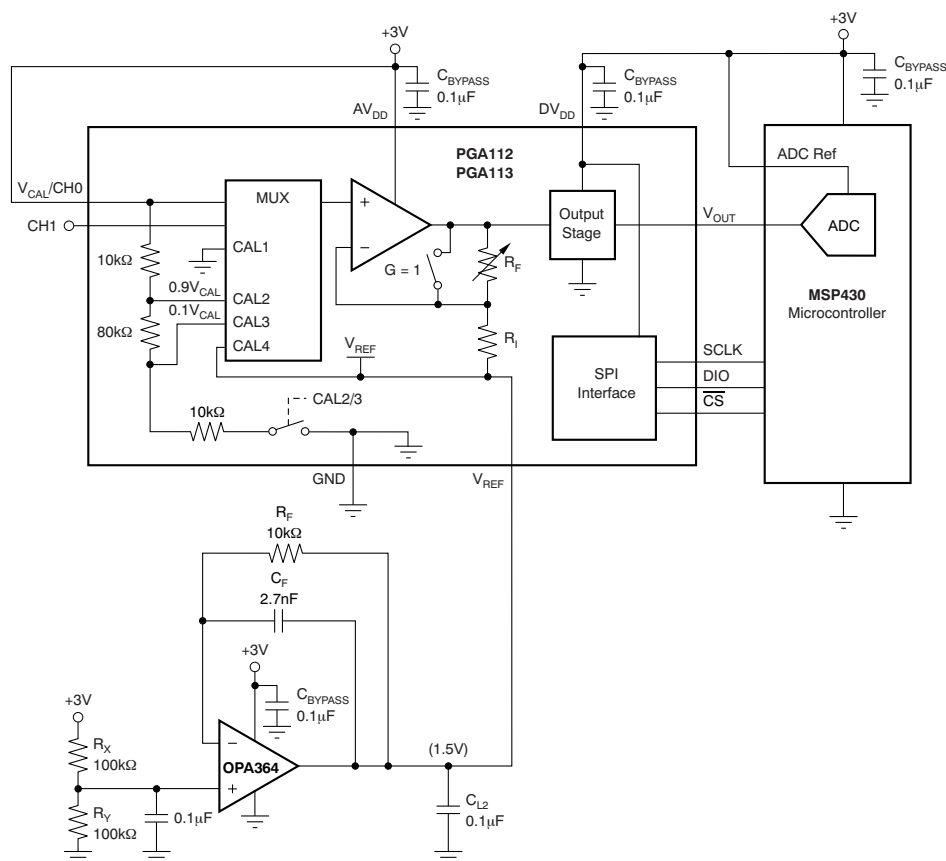 +3V
+3V
C_BYPASS
0.1µF
C_BYPASS
0.1µF
C_BYPASS
0.1µF
AV_DD
DV_DD
PGA112
PGA113
ADC Ref
V_CAL/CH0
MUX
CH1
CAL1
+
−
G = 1
R_F
Output
Stage
V_OUT
ADC
10kΩ
0.9V_CAL
CAL2
0.1V_CAL
CAL3
80kΩ
CAL4
V_REF
R_I
MSP430
Microcontroller
SPI
Interface
SCLK
DIO
C̅S̅
CAL2/3
10kΩ
GND
V_REF
R_F
10kΩ
C_F
2.7nF
+3V
C_BYPASS
0.1µF
+3V
R_X
100kΩ
−
OPA364
+
(1.5V)
R_Y
100kΩ
0.1µF
C_L2
0.1µF